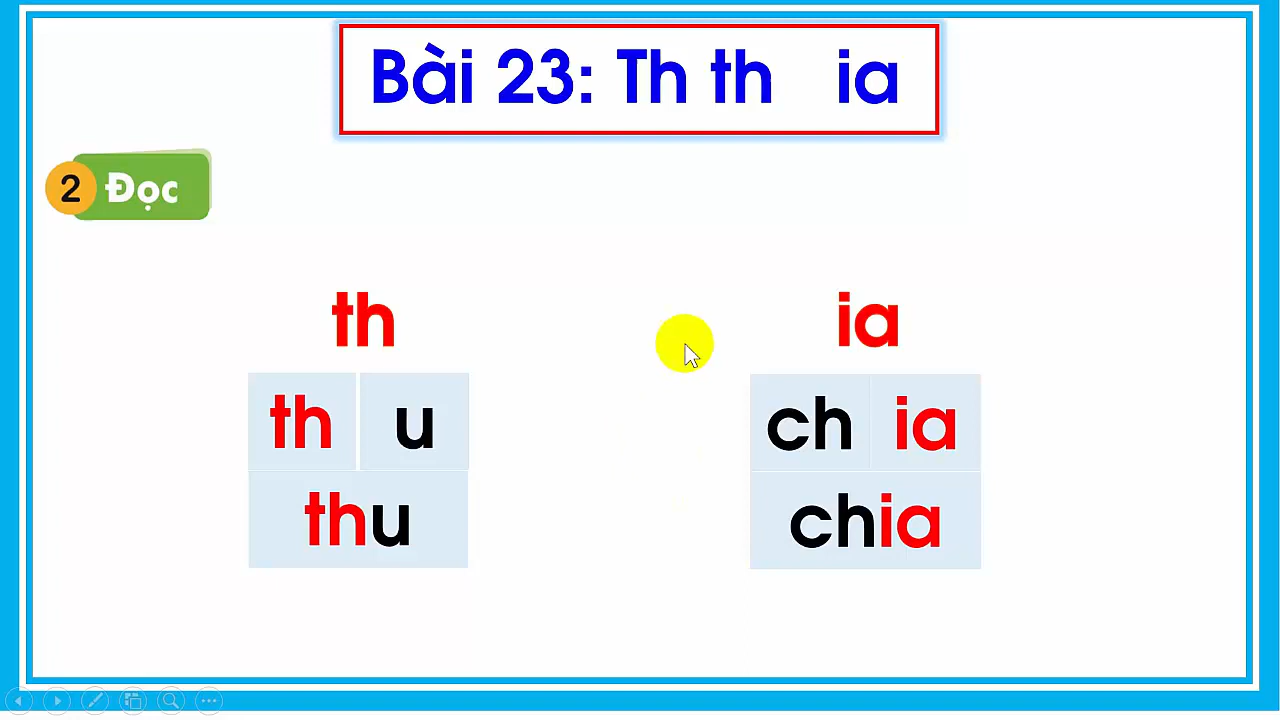 Bài 23: Th th ia
2 Đọc
th ia
th u ch ia
thu chia